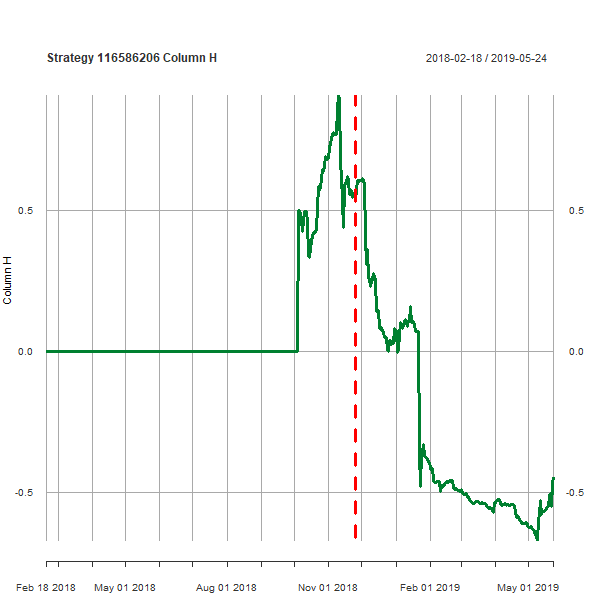 Strategy 116586206 Column H 2018-02-18 / 2019-05-24
0.5 0.5
Column H
0.0 0.0
-0.5 -0.5
Feb 18 2018 May 01 2018 Aug 01 2018 Nov 01 2018 Feb 01 2019 May 01 2019